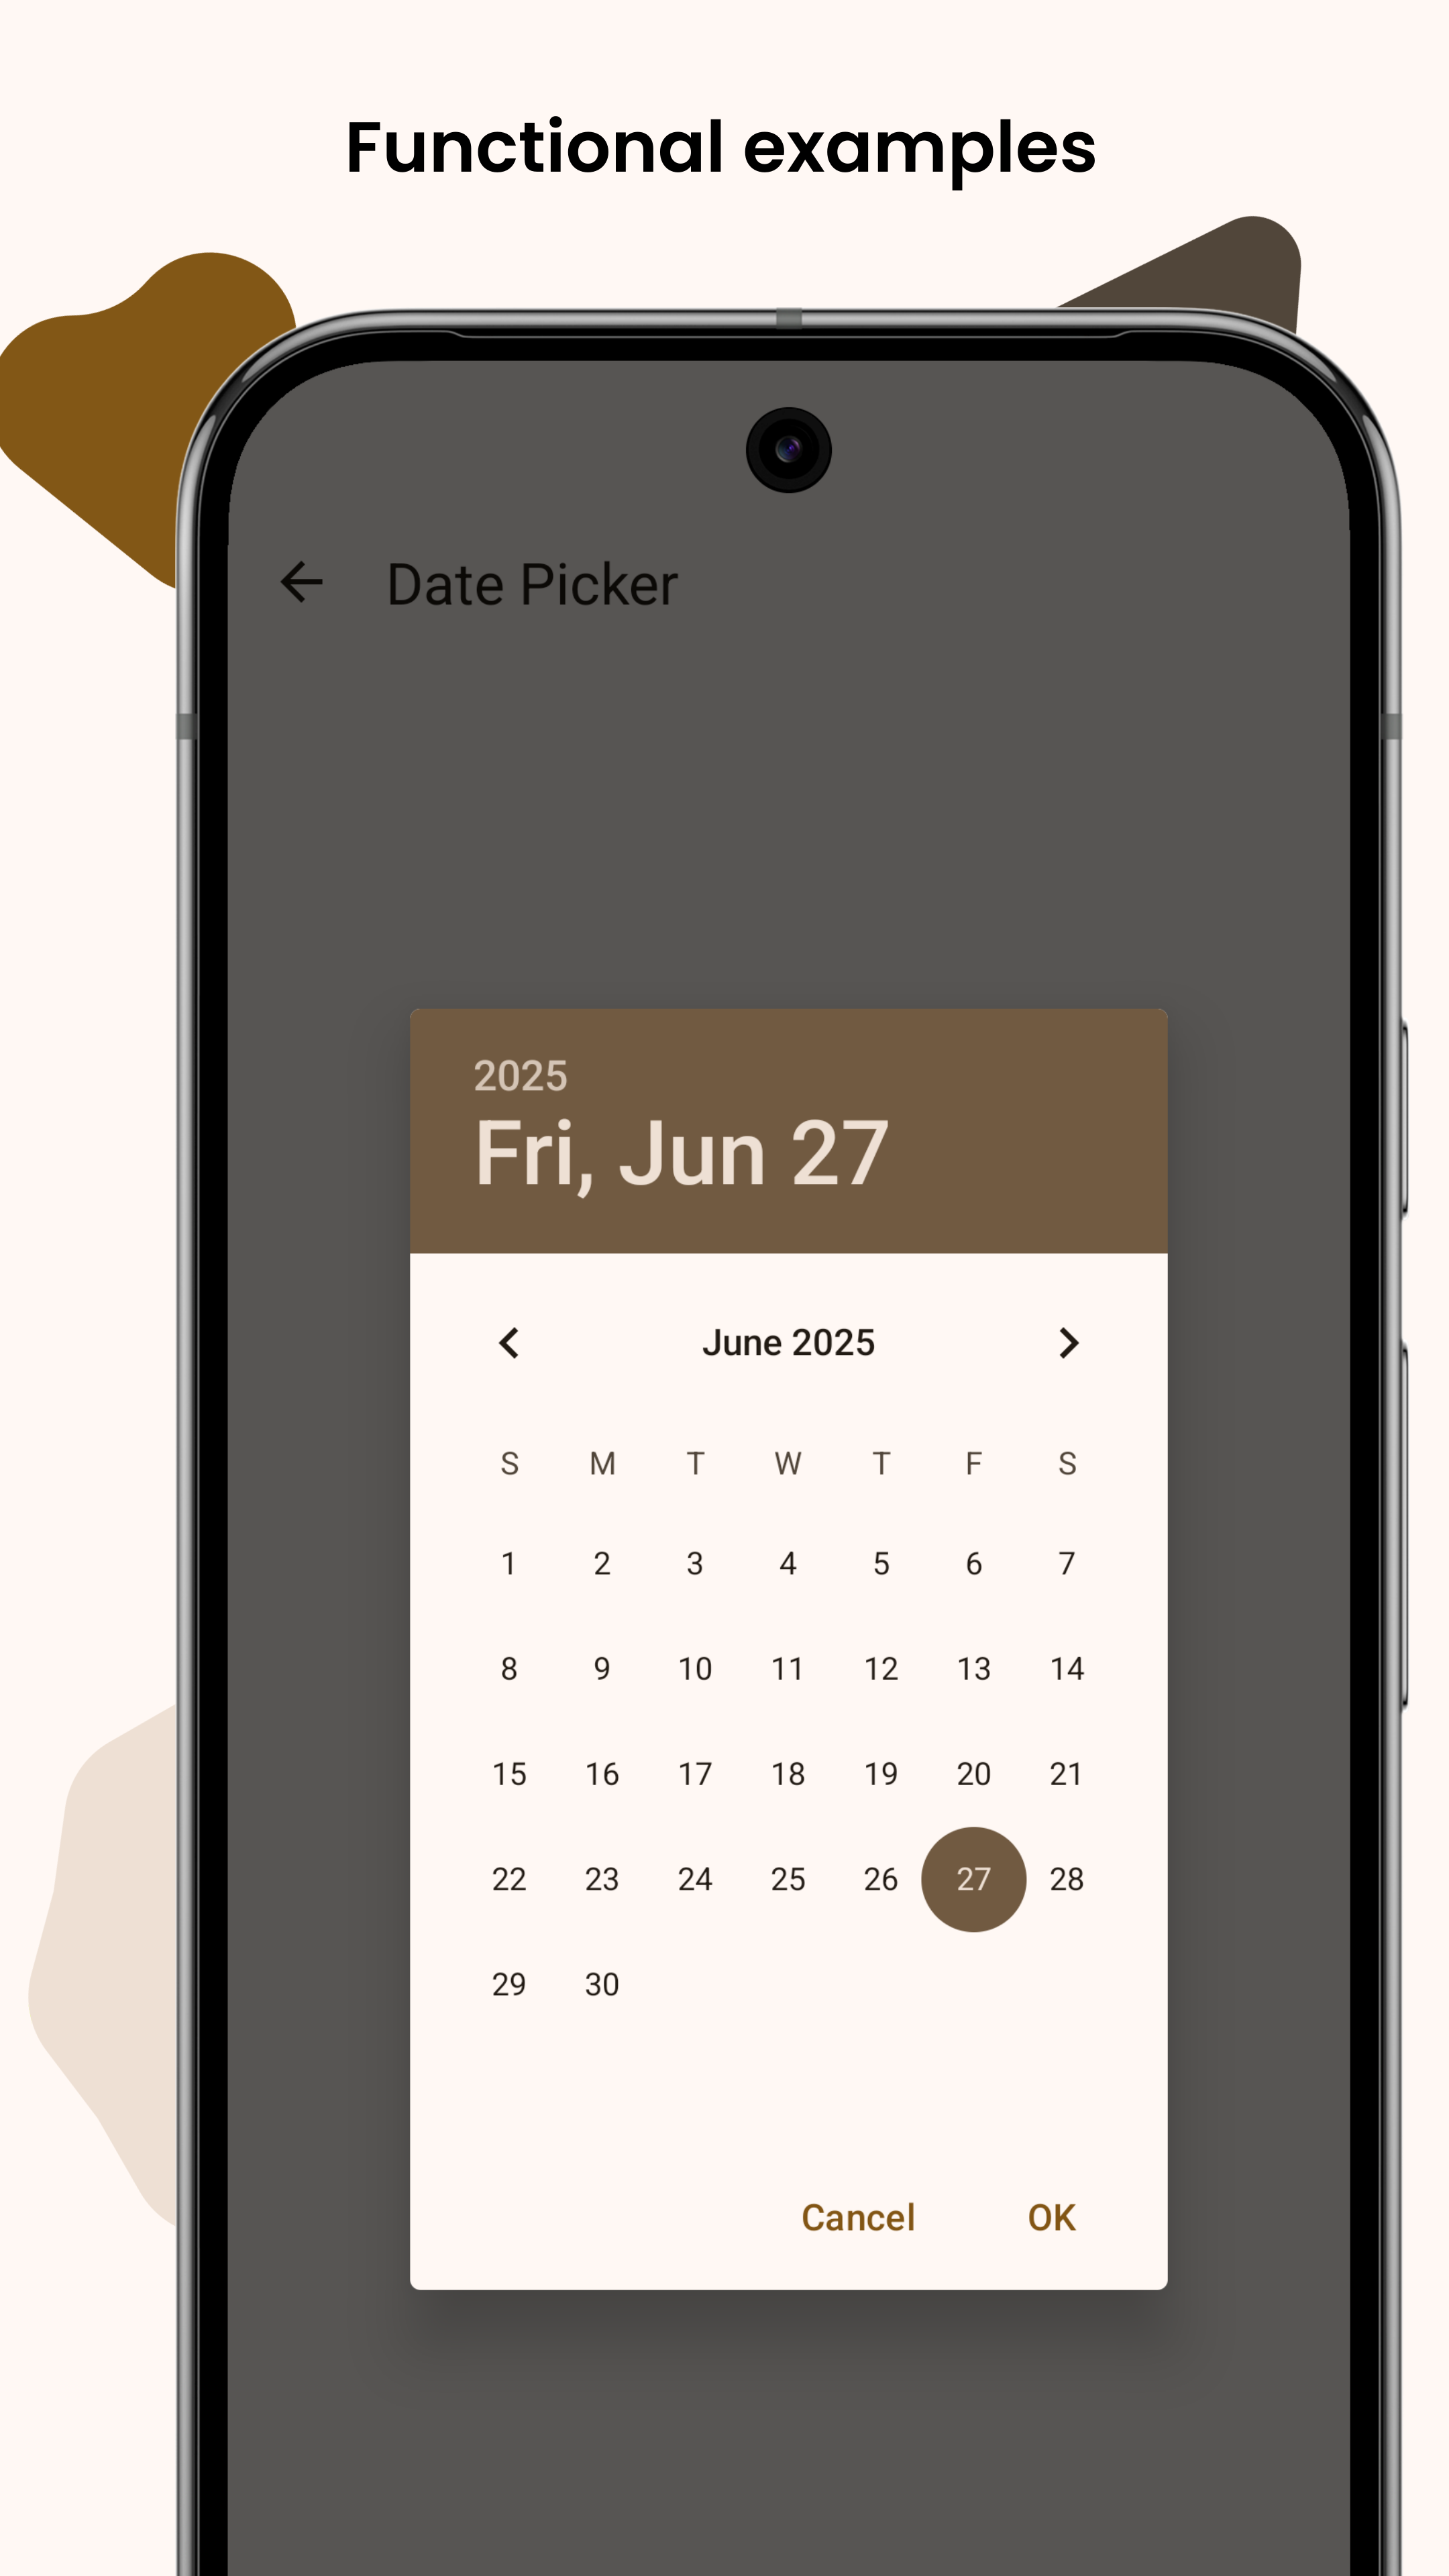 Functional examples
Date Picker
2025
Fri, Jun 27
June 2025
S M T W T F S
1 2 3 4 5 6 7
8 9 10 11 12 13 14
15 16 17 18 19 20 21
22 23 24 25 26 27 28
29 30
Cancel OK